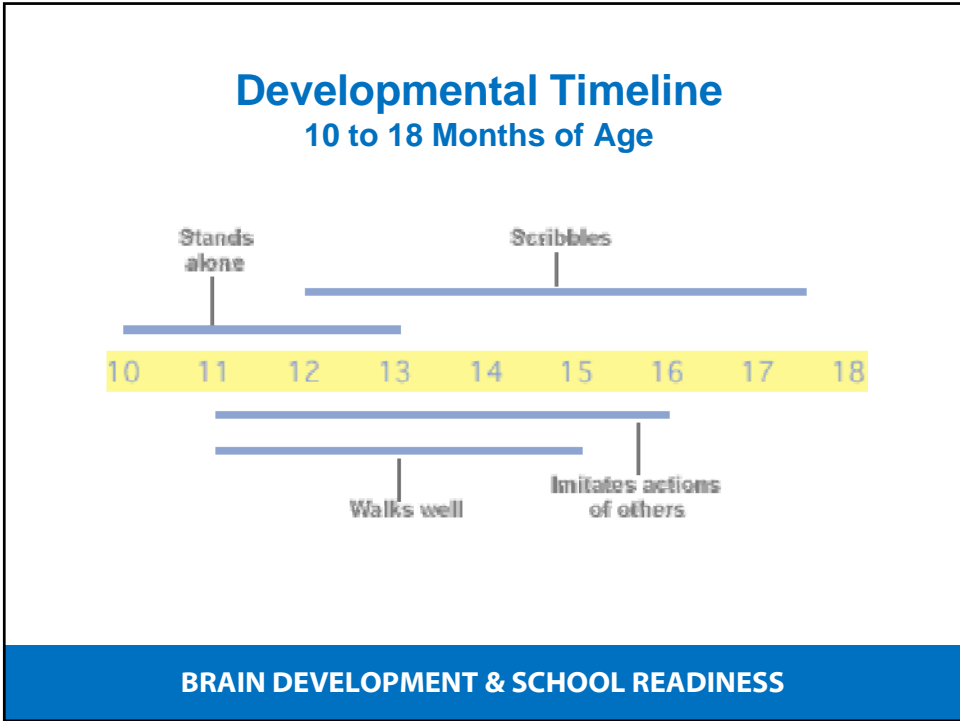 Developmental Timeline
10 to 18 Months of Age
Stands
alone
Scribbles
10 11 12 13 14 15 16 17 18
Walks well
Imitates actions
of others
BRAIN DEVELOPMENT & SCHOOL READINESS